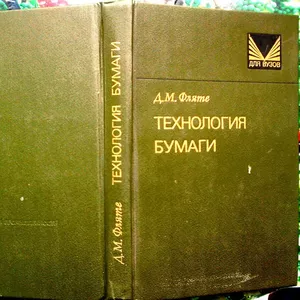 ДЛЯ ВУЗОВ
Д.М. Фляте
ТЕХНОЛОГИЯ
БУМАГИ
Д.М. Фляте ТЕХНОЛОГИЯ БУМАГИ